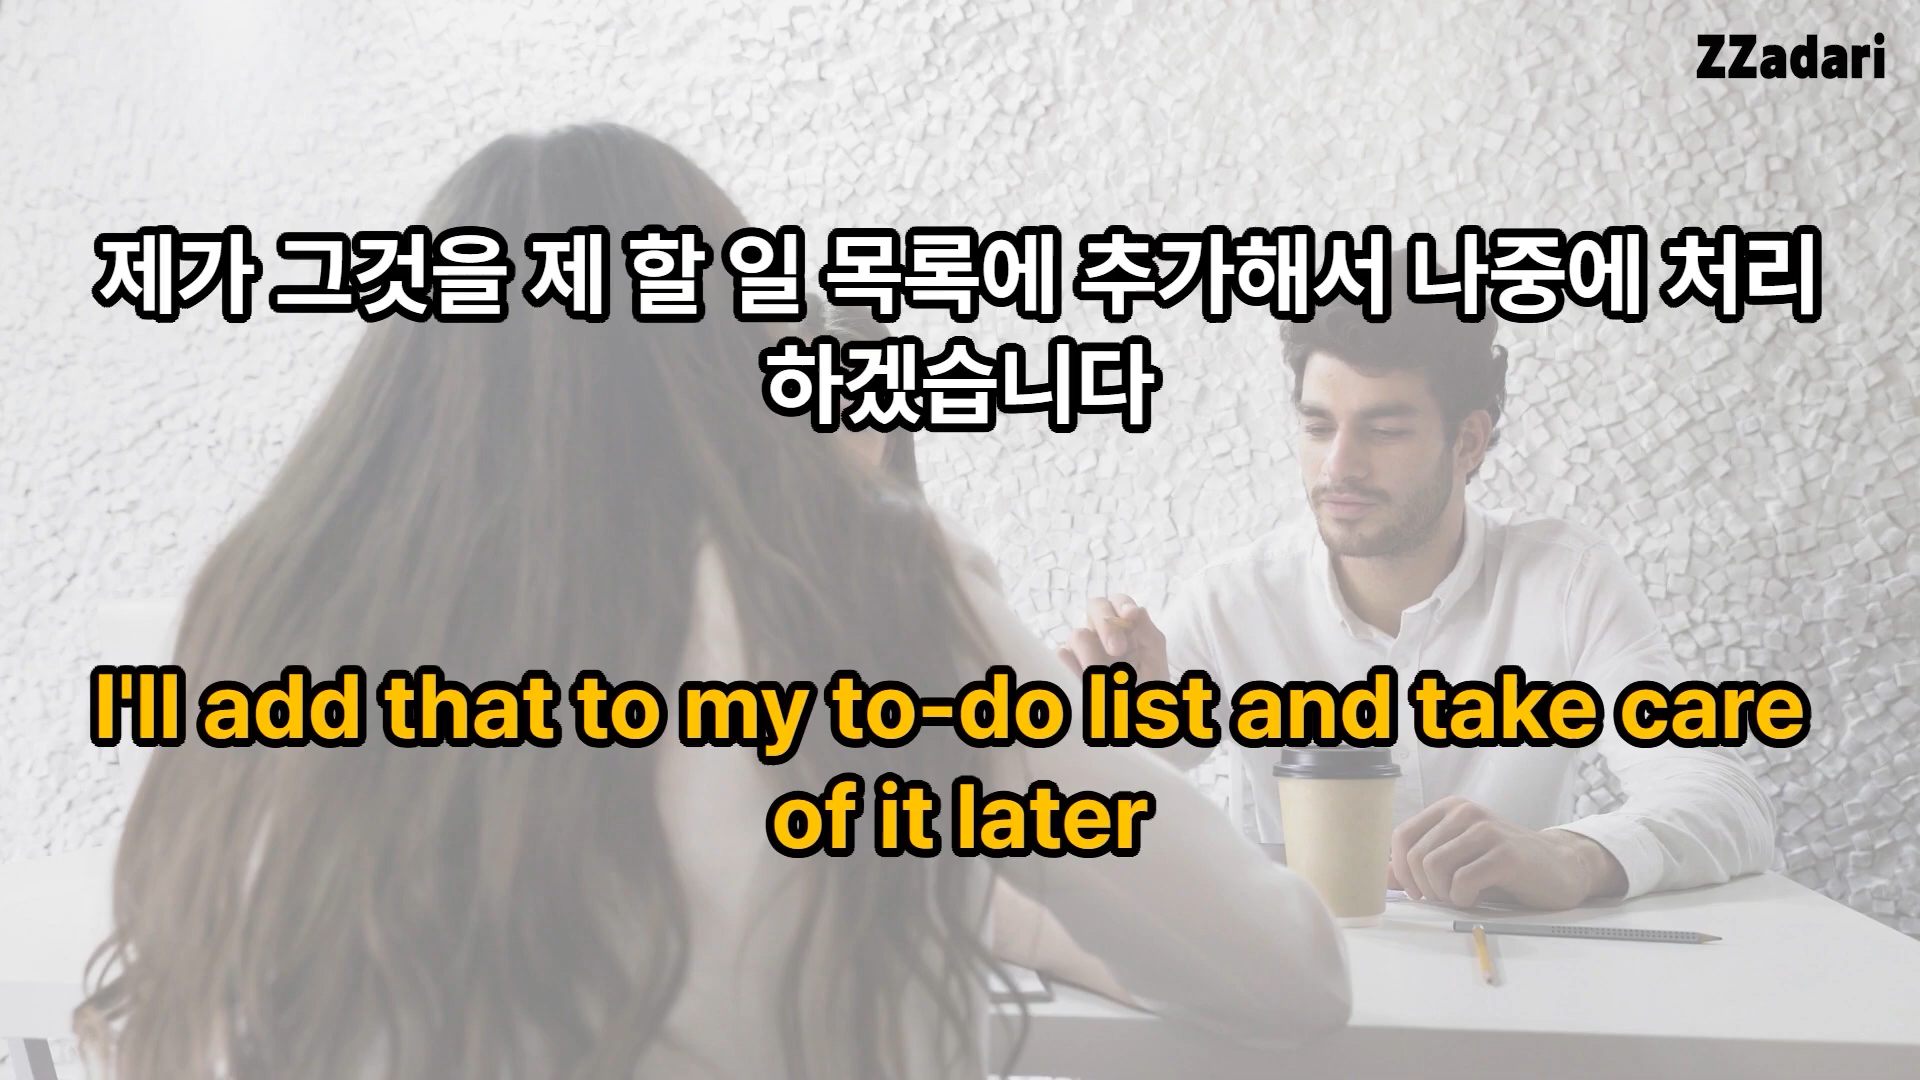 ZZadari
제가 그것을 제 할 일 목록에 추가해서 나중에 처리
하겠습니다
I'll add that to my to-do list and take care
of it later